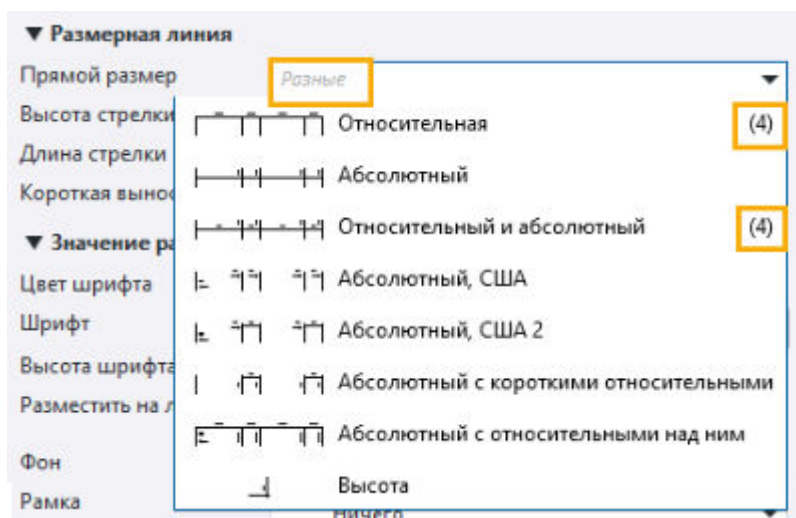 ▼ Размерная линия
Прямой размер Разные
Высота стрелки Относительная (4)
Длина стрелки Абсолютный
Короткая вынос
Относительный и абсолютный (4)
▼ Значение ра
Цвет шрифта Абсолютный, США
Шрифт Абсолютный, США 2
Высота шрифта Абсолютный с короткими относительными
Разместить на л
Абсолютный с относительными над ним
Фон
Высота
Рамка Ничего